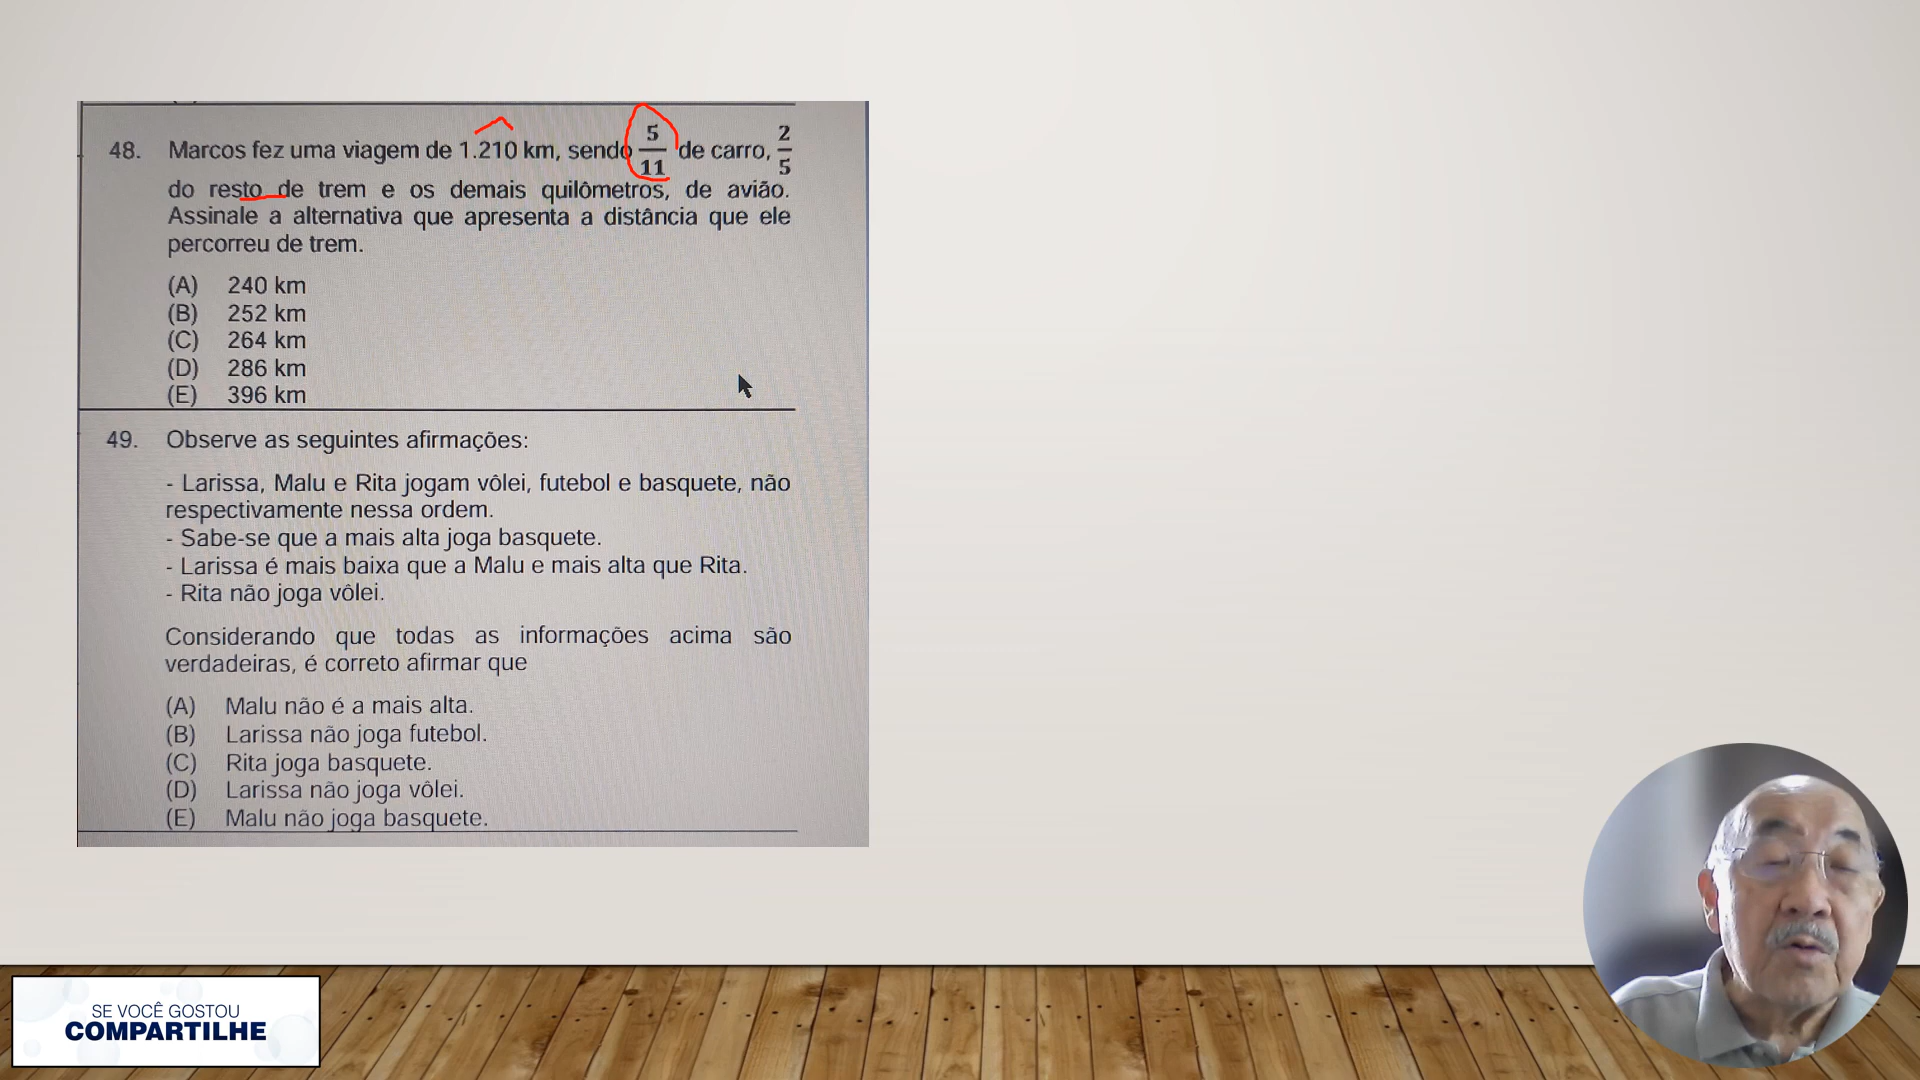 48. Marcos fez uma viagem de 1.210 km, sendo 5/11 de carro, 2/5
do resto de trem e os demais quilômetros, de avião.
Assinale a alternativa que apresenta a distância que ele
percorreu de trem.
(A) 240 km
(B) 252 km
(C) 264 km
(D) 286 km
(E) 396 km
49. Observe as seguintes afirmações:
- Larissa, Malu e Rita jogam vôlei, futebol e basquete, não
respectivamente nessa ordem.
- Sabe-se que a mais alta joga basquete.
- Larissa é mais baixa que a Malu e mais alta que Rita.
- Rita não joga vôlei.
Considerando que todas as informações acima são
verdadeiras, é correto afirmar que
(A) Malu não é a mais alta.
(B) Larissa não joga futebol.
(C) Rita joga basquete.
(D) Larissa não joga vôlei.
(E) Malu não joga basquete.
SE VOCÊ GOSTOU
COMPARTILHE